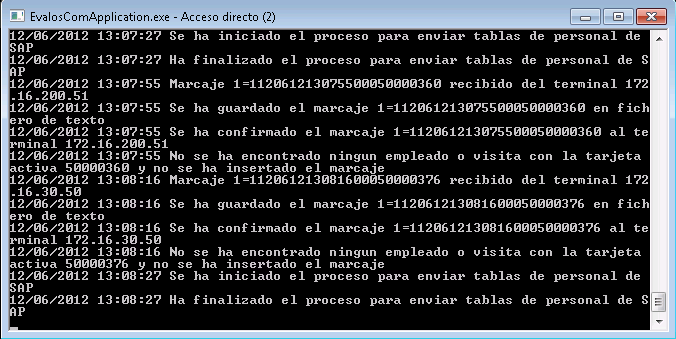 EvalosComApplication.exe - Acceso directo (2)
12/06/2012 13:07:27 Se ha iniciado el proceso para enviar tablas de personal de
SAP
12/06/2012 13:07:27 Ha finalizado el proceso para enviar tablas de personal de S
AP
12/06/2012 13:07:55 Marcaje 1=112061213075500050000360 recibido del terminal 172
.16.200.51
12/06/2012 13:07:55 Se ha guardado el marcaje 1=112061213075500050000360 en fich
ero de texto
12/06/2012 13:07:55 Se ha confirmado el marcaje 1=112061213075500050000360 al te
rminal 172.16.200.51
12/06/2012 13:07:55 No se ha encontrado ningun empleado o visita con la tarjeta
activa 50000360 y no se ha insertado el marcaje
12/06/2012 13:08:16 Marcaje 1=112061213081600050000376 recibido del terminal 172
.16.30.50
12/06/2012 13:08:16 Se ha guardado el marcaje 1=112061213081600050000376 en fich
ero de texto
12/06/2012 13:08:16 Se ha confirmado el marcaje 1=112061213081600050000376 al te
rminal 172.16.30.50
12/06/2012 13:08:16 No se ha encontrado ningun empleado o visita con la tarjeta
activa 50000376 y no se ha insertado el marcaje
12/06/2012 13:08:27 Se ha iniciado el proceso para enviar tablas de personal de
SAP
12/06/2012 13:08:27 Ha finalizado el proceso para enviar tablas de personal de S
AP